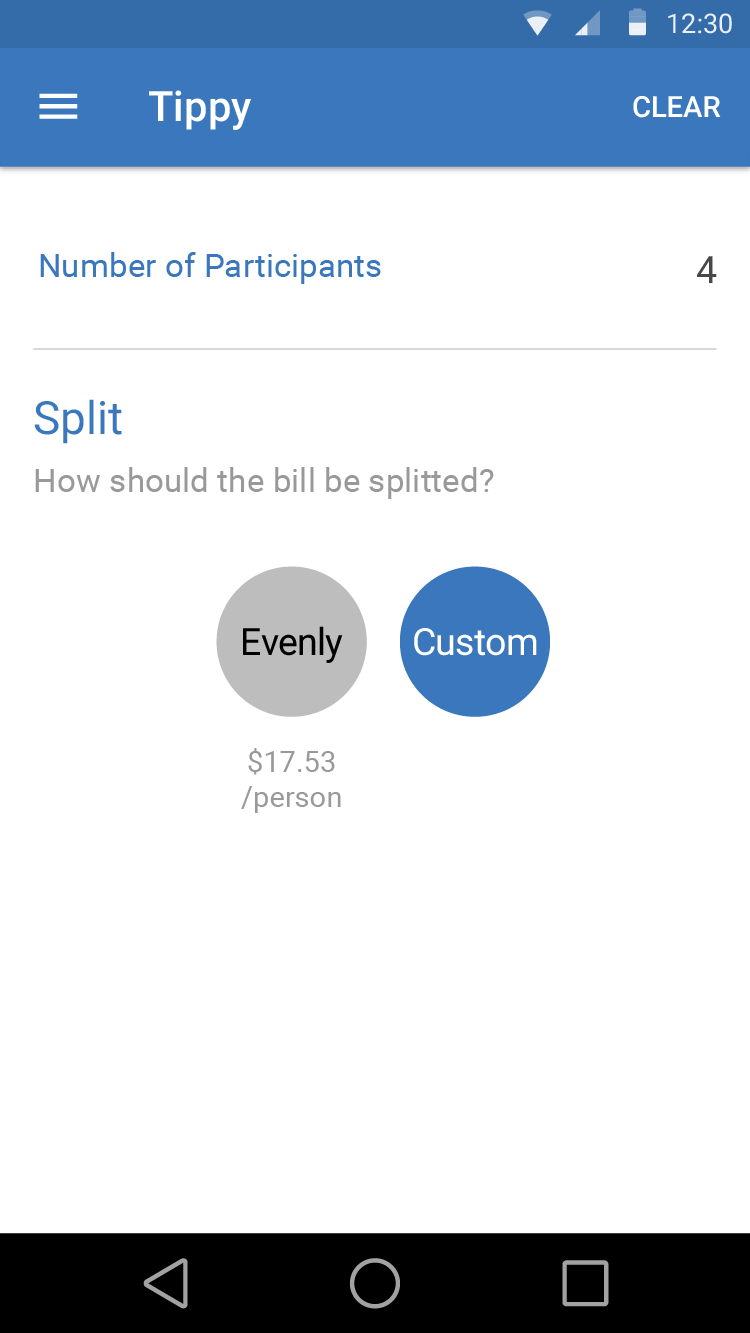 12:30
Tippy
CLEAR
Number of Participants
4
Split
How should the bill be splitted?
Evenly
Custom
$17.53
/person